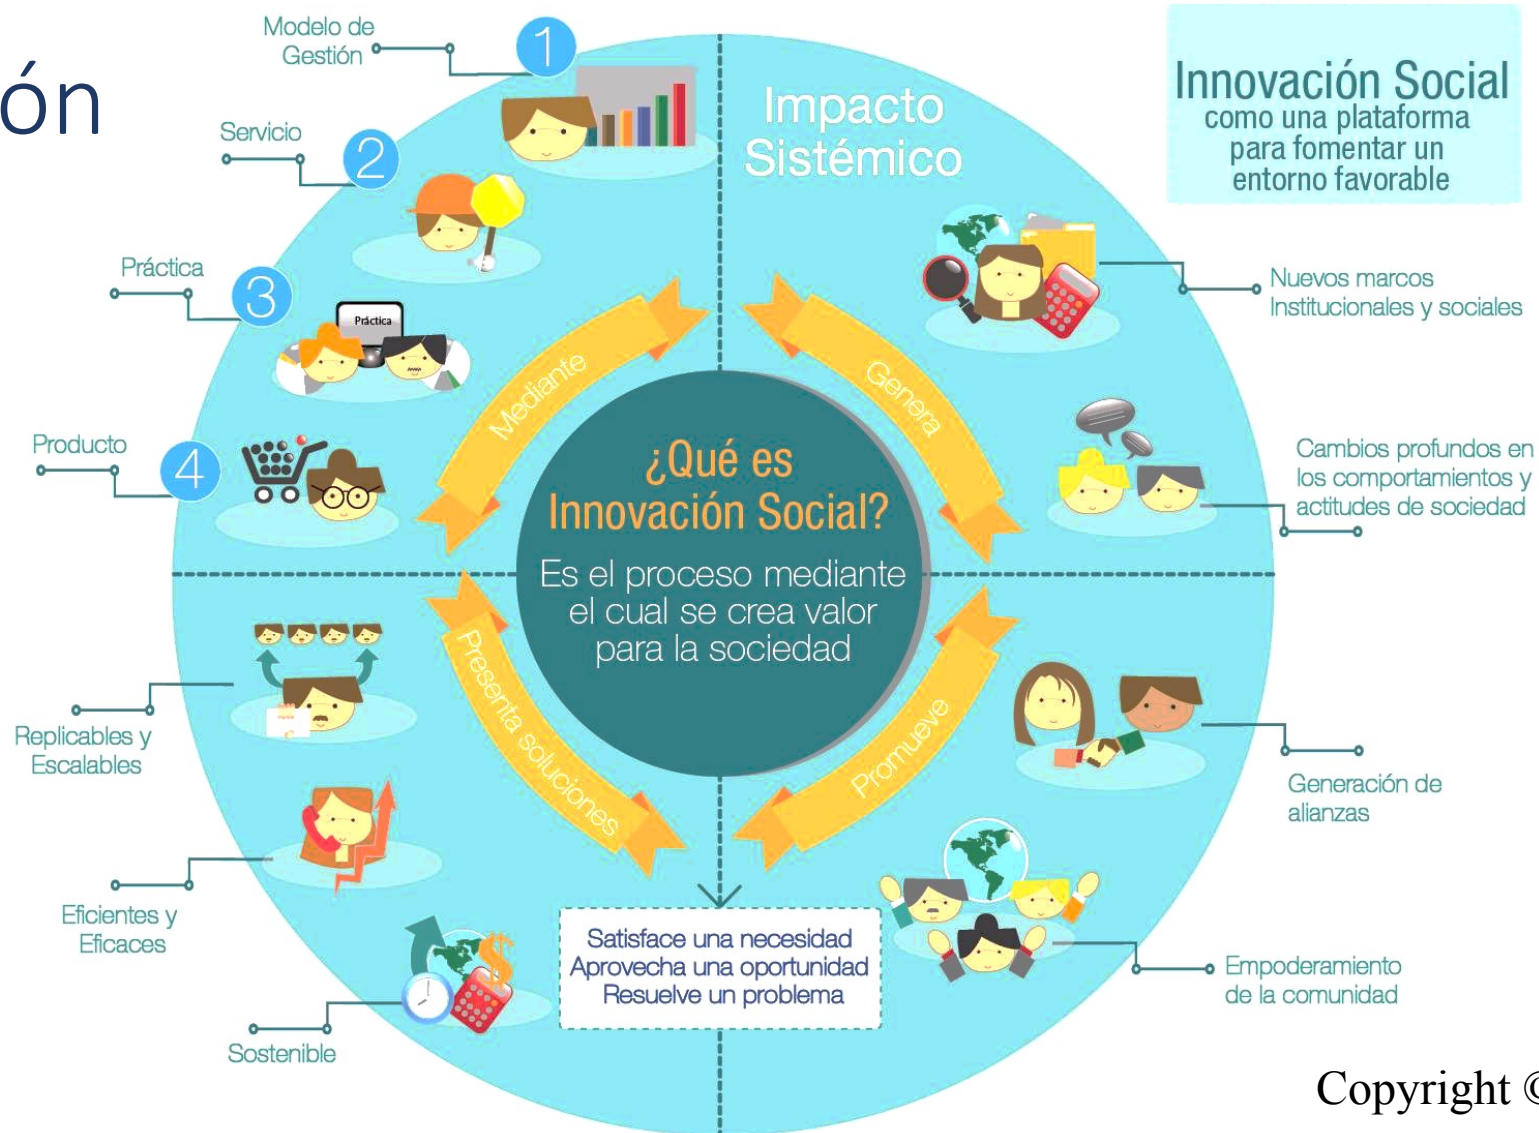 ón
Modelo de
Gestión
1
Servicio
2
Práctica
3
Práctica
Producto
4
Impacto
Sistémico
Innovación Social
como una plataforma
para fomentar un
entorno favorable
Nuevos marcos
Institucionales y sociales
Cambios profundos en
los comportamientos y
actitudes de sociedad
Mediante
Genera
¿Qué es
Innovación Social?
Es el proceso mediante
el cual se crea valor
para la sociedad
Presenta soluciones
Promueve
Replicables y
Escalables
Eficientes y
Eficaces
Sostenible
$
Satisface una necesidad
Aprovecha una oportunidad
Resuelve un problema
Generación de
alianzas
Empoderamiento
de la comunidad
Copyright ©